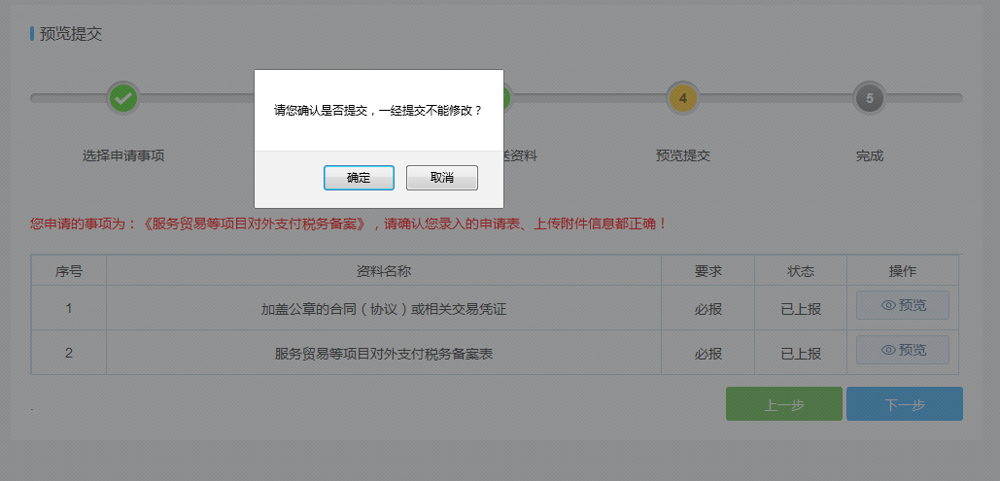 预览提交
4
5
选择申请事项
送资料
预览提交
完成
请您确认是否提交，一经提交不能修改？
确定
取消
您申请的事项为：《服务贸易等项目对外支付税务备案》，请确认您录入的申请表、上传附件信息都正确！
序号 资料名称 要求 状态 操作
1 加盖公章的合同（协议）或相关交易凭证 必报 已上报 预览
2 服务贸易等项目对外支付税务备案表 必报 已上报 预览
.
上一步 下一步